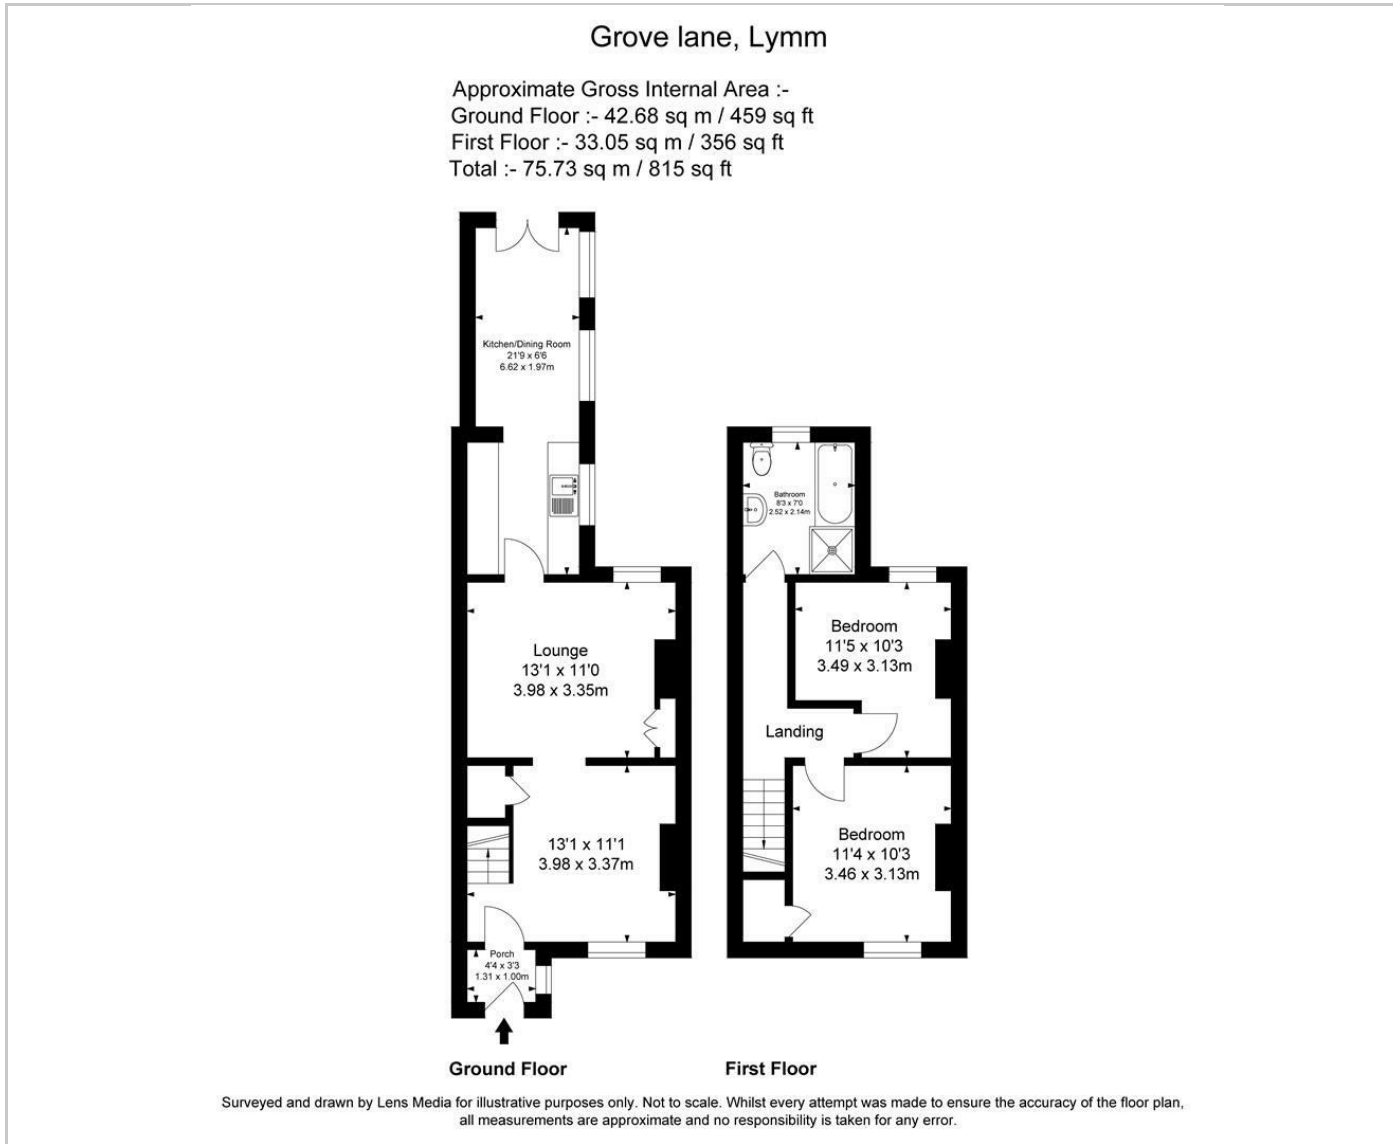 Grove lane, Lymm
Approximate Gross Internal Area :-
Ground Floor :- 42.68 sq m / 459 sq ft
First Floor :- 33.05 sq m / 356 sq ft
Total :- 75.73 sq m / 815 sq ft
Kitchen/Dining Room
21'9 x 6'6
6.62 x 1.97m
Lounge
13'1 x 11'0
3.98 x 3.35m
13'1 x 11'1
3.98 x 3.37m
Porch
4'4 x 3'3
1.31 x 1.00m
Ground Floor
Bathroom
8'3 x 7'0
2.52 x 2.14m
Bedroom
11'5 x 10'3
3.49 x 3.13m
Landing
Bedroom
11'4 x 10'3
3.46 x 3.13m
First Floor
Surveyed and drawn by Lens Media for illustrative purposes only. Not to scale. Whilst every attempt was made to ensure the accuracy of the floor plan,
all measurements are approximate and no responsibility is taken for any error.